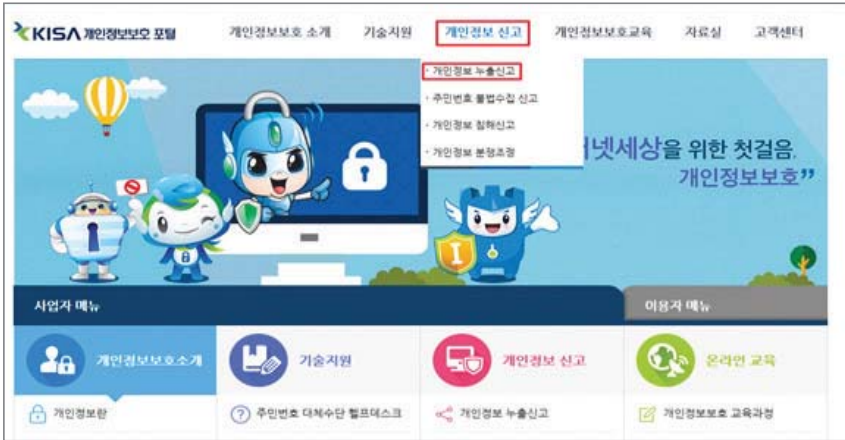 KISA 개인정보보호 포털
개인정보보호 소개 기술지원 개인정보 신고 개인정보보호교육 자료실 고객센터
· 개인정보 누출신고
· 주민번호 불법수집 신고
· 개인정보 침해신고
· 개인정보 분쟁조정
넷세상을 위한 첫걸음,
개인정보보호”
사업자 메뉴 이용자 메뉴
개인정보보호소개 기술지원 개인정보 신고 온라인 교육
개인정보란 주민번호 대체수단 헬프데스크 개인정보 누출신고 개인정보보호 교육과정